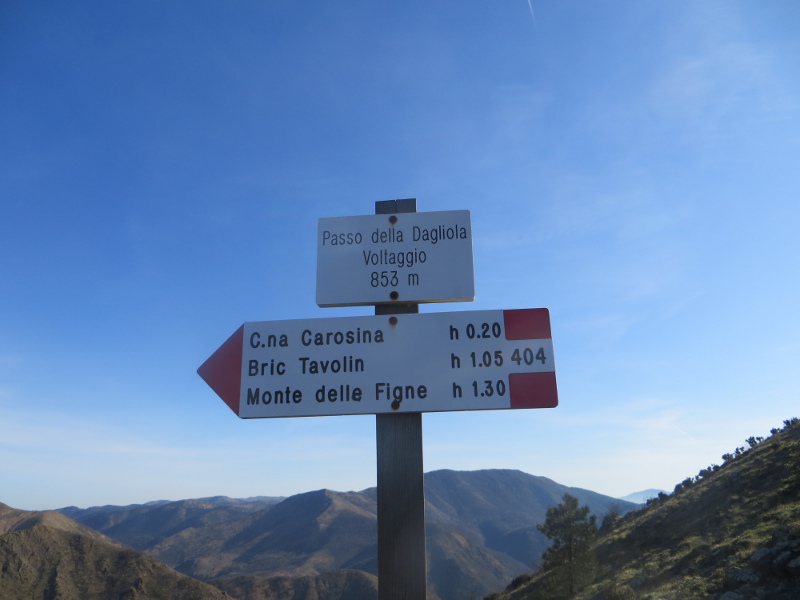 Passo della Dagliola
Voltaggio
853 m
C.na Carosina h 0.20
Bric Tavolin h 1.05 404
Monte delle Figne h 1.30